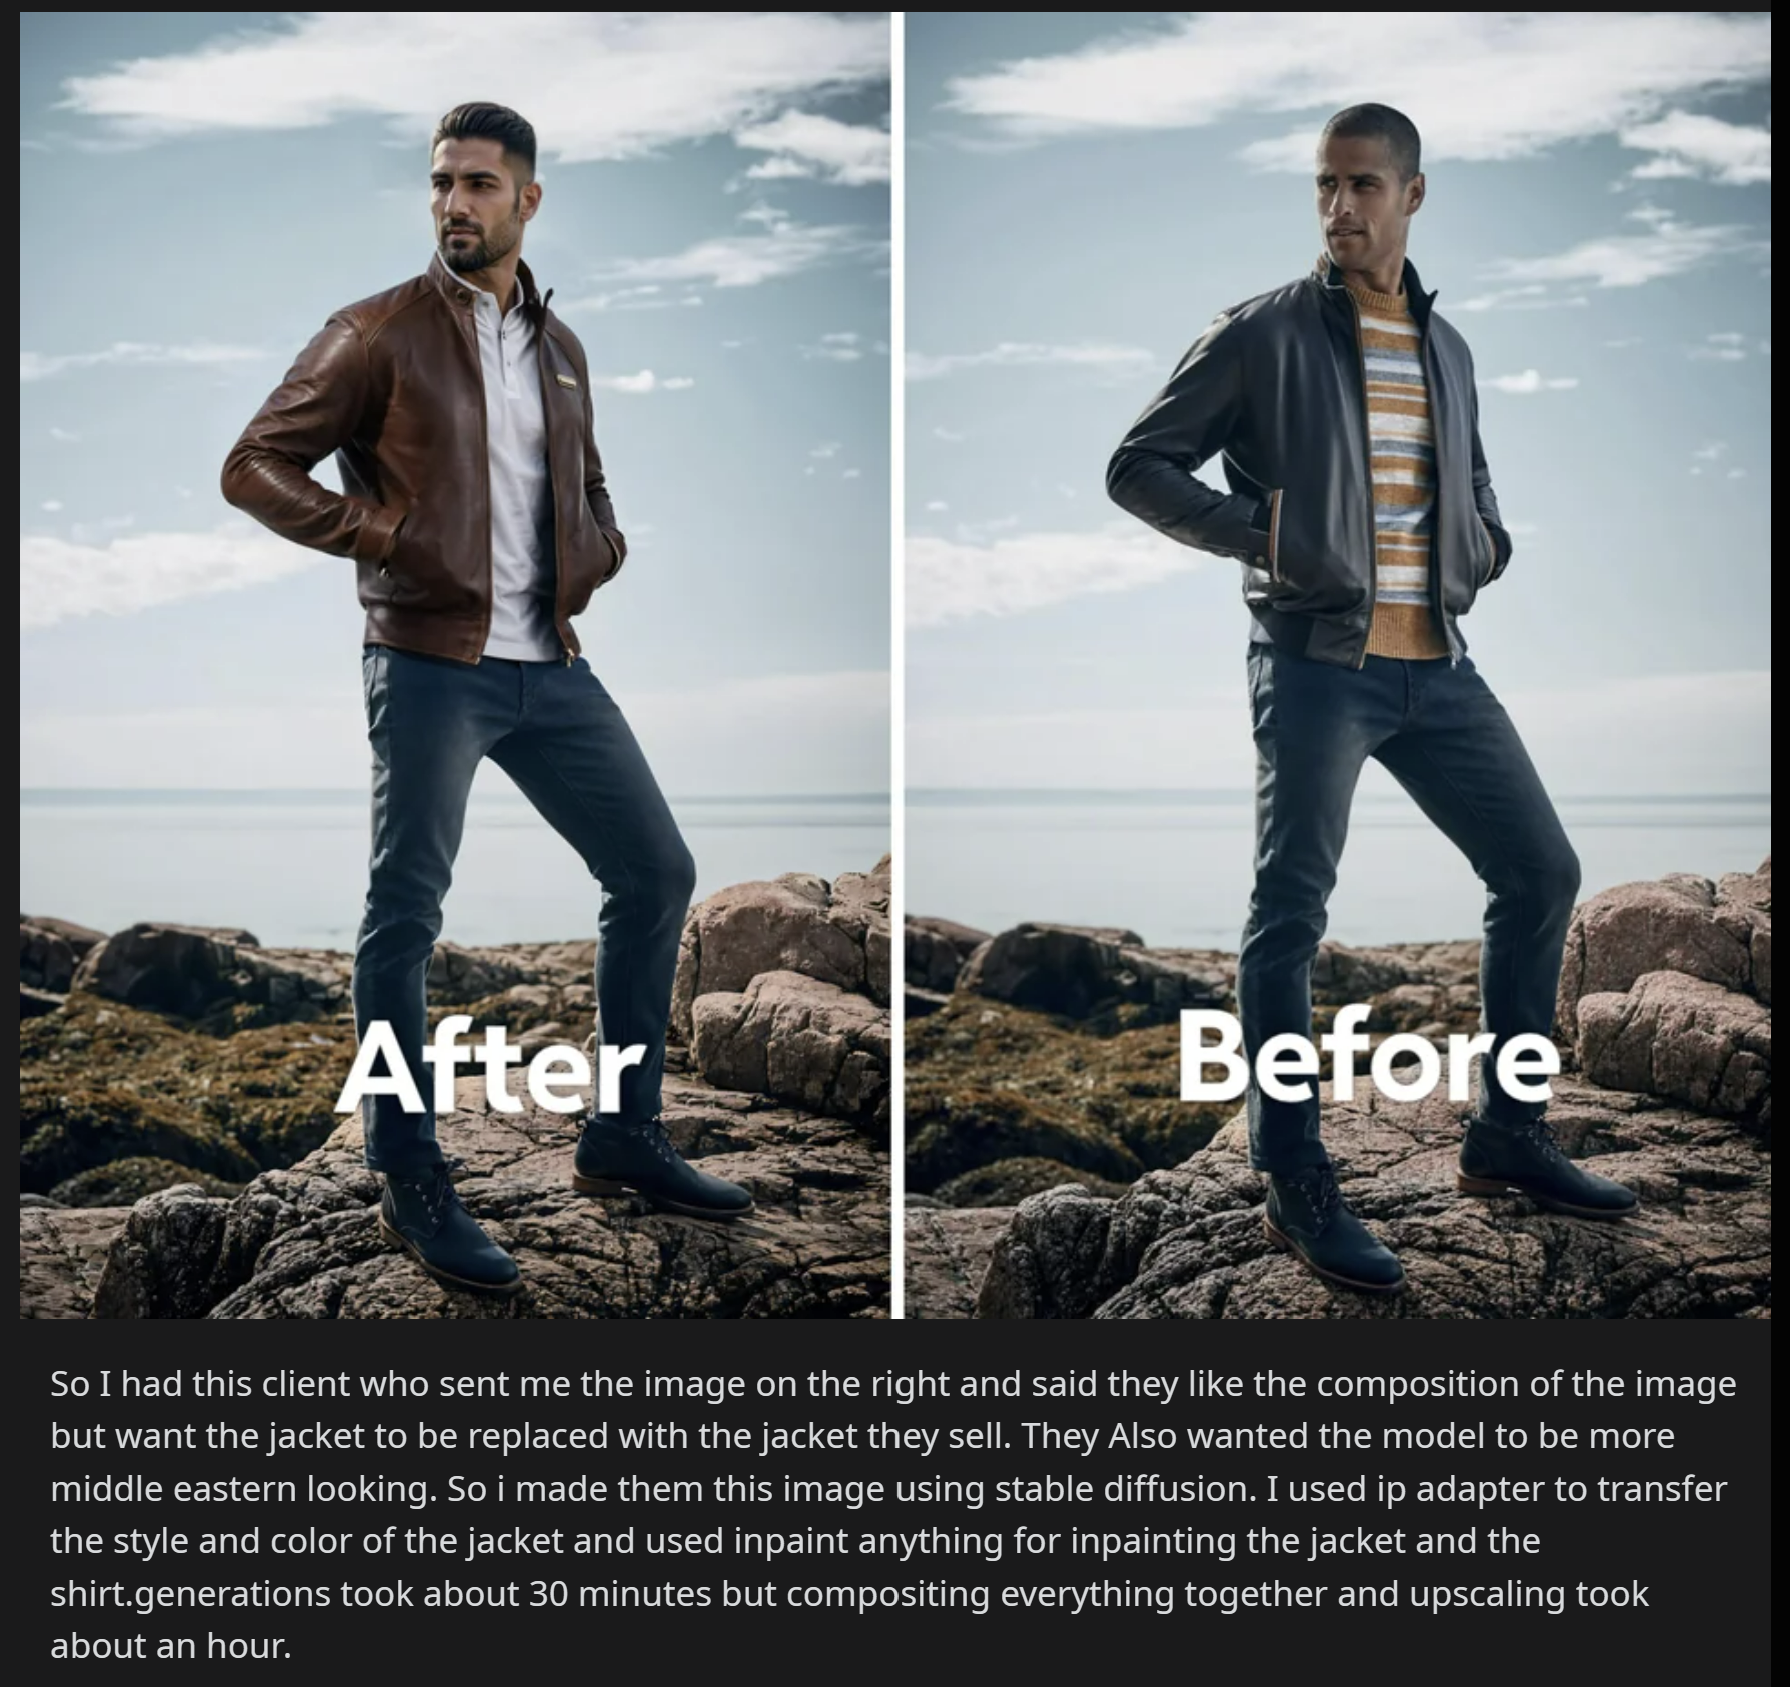 After
Before
So I had this client who sent me the image on the right and said they like the composition of the image
but want the jacket to be replaced with the jacket they sell. They Also wanted the model to be more
middle eastern looking. So i made them this image using stable diffusion. I used ip adapter to transfer
the style and color of the jacket and used inpaint anything for inpainting the jacket and the
shirt.generations took about 30 minutes but compositing everything together and upscaling took
about an hour.